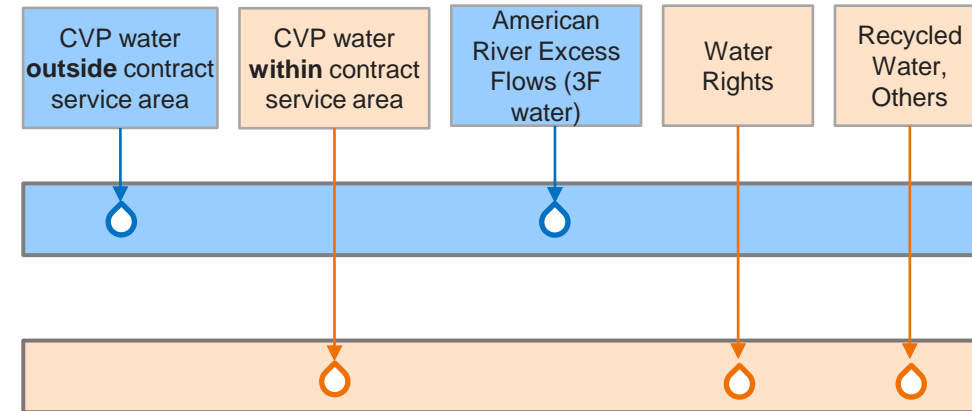 CVP water
outside contract
service area
CVP water
within contract
service area
American
River Excess
Flows (3F
water)
Water
Rights
Recycled
Water,
Others